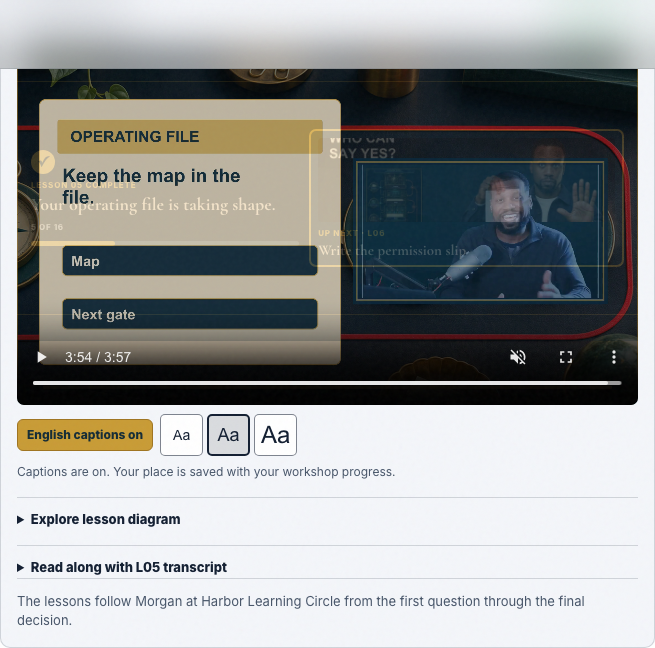 WHO CAN
SAY YES?
OPERATING FILE
Keep the map in the
file.
LESSON 05 COMPLETE
Your operating file is taking shape.
5 OF 16
UP NEXT · L06
Write the permission slip.
Map
Next gate
3:54 / 3:57
English captions on
Aa
Aa
Aa
Captions are on. Your place is saved with your workshop progress.
Explore lesson diagram
Read along with L05 transcript
The lessons follow Morgan at Harbor Learning Circle from the first question through the final
decision.